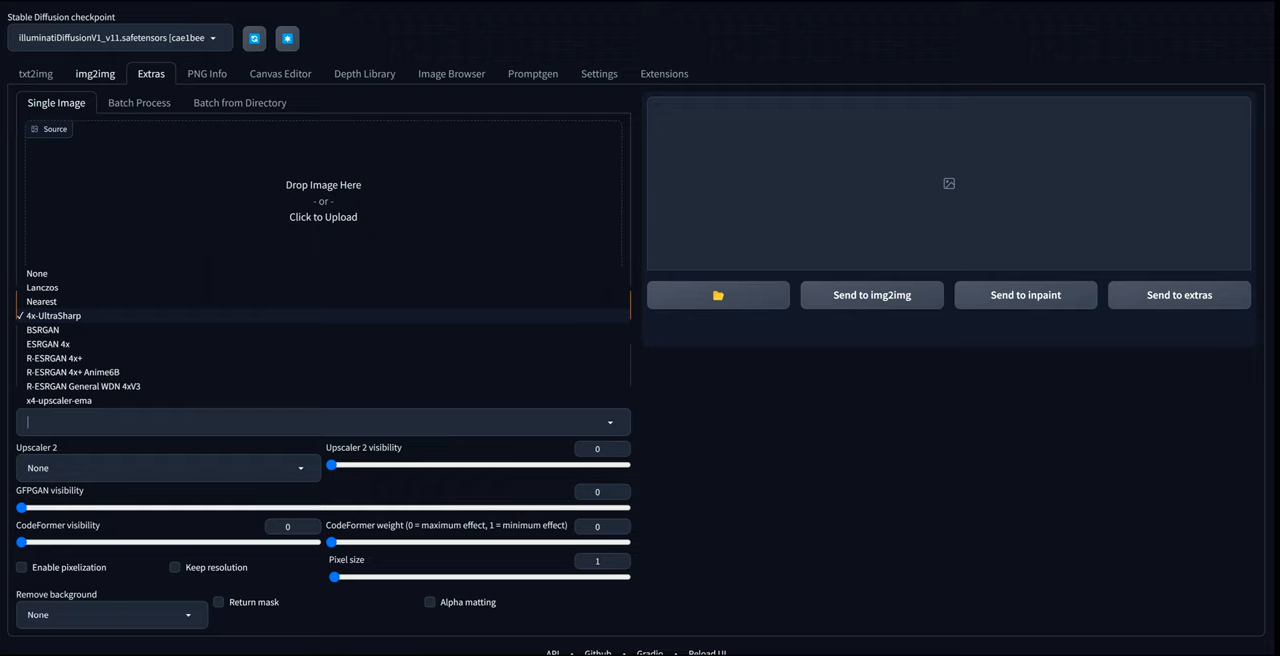 Stable Diffusion checkpoint
illuminatiDiffusionV1_v11.safetensors [cae1bee
txt2img img2img Extras PNG Info Canvas Editor Depth Library Image Browser Promptgen Settings Extensions
Single Image Batch Process Batch from Directory
Source
Drop Image Here
- or -
Click to Upload
None
Lanczos
Nearest
✓ 4x-UltraSharp
BSRGAN
ESRGAN 4x
R-ESRGAN 4x+
R-ESRGAN 4x+ Anime6B
R-ESRGAN General WDN 4xV3
x4-upscaler-ema
Send to img2img Send to inpaint Send to extras
Upscaler 2 Upscaler 2 visibility 0
None
GFPGAN visibility 0
CodeFormer visibility 0 CodeFormer weight (0 = maximum effect, 1 = minimum effect) 0
Enable pixelization Keep resolution Pixel size 1
Remove background Return mask Alpha matting
None
API • Github • Gradio • Reload UI